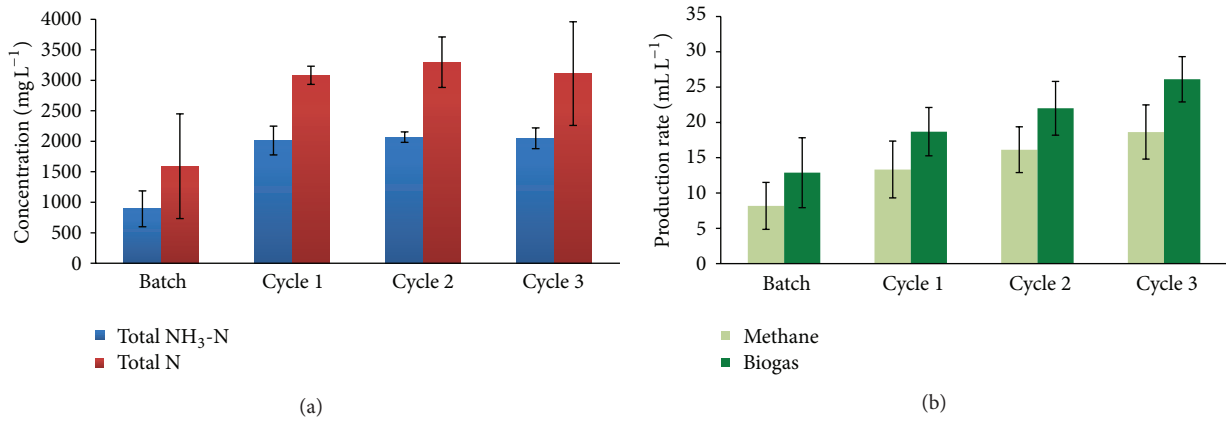 4000
3500
3000
2500
2000
1500
1000
500
0
Concentration (mg L⁻¹)
Batch
Cycle 1
Cycle 2
Cycle 3
Total NH₃-N
Total N
(a)
35
30
25
20
15
10
5
0
Production rate (mL L⁻¹)
Batch
Cycle 1
Cycle 2
Cycle 3
Methane
Biogas
(b)